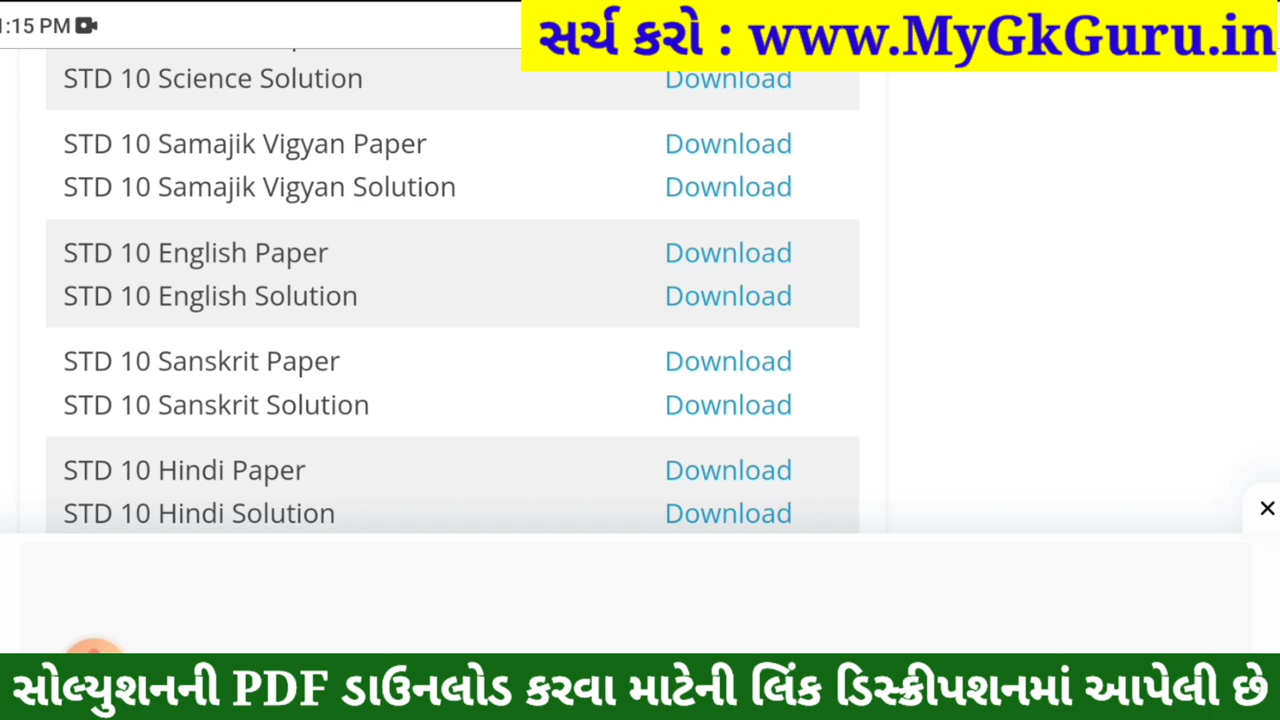 1:15 PM
સર્ચ કરો : www.MyGkGuru.in
STD 10 Science Solution Download
STD 10 Samajik Vigyan Paper Download
STD 10 Samajik Vigyan Solution Download
STD 10 English Paper Download
STD 10 English Solution Download
STD 10 Sanskrit Paper Download
STD 10 Sanskrit Solution Download
STD 10 Hindi Paper Download
STD 10 Hindi Solution Download
સોલ્યુશનની PDF ડાઉનલોડ કરવા માટેની લિંક ડિસ્ક્રીપશનમાં આપેલી છે